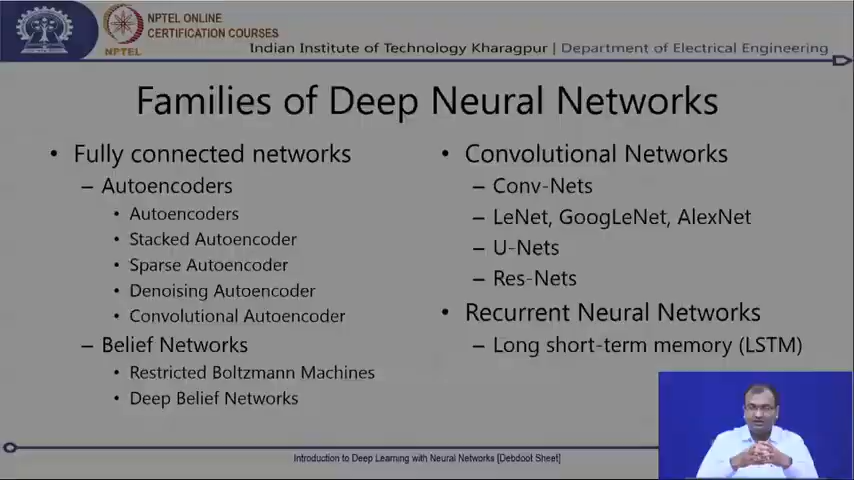 NPTEL ONLINE
CERTIFICATION COURSES
NPTEL
Indian Institute of Technology Kharagpur | Department of Electrical Engineering
Families of Deep Neural Networks
• Fully connected networks
– Autoencoders
• Autoencoders
• Stacked Autoencoder
• Sparse Autoencoder
• Denoising Autoencoder
• Convolutional Autoencoder
– Belief Networks
• Restricted Boltzmann Machines
• Deep Belief Networks
• Convolutional Networks
– Conv-Nets
– LeNet, GoogLeNet, AlexNet
– U-Nets
– Res-Nets
• Recurrent Neural Networks
– Long short-term memory (LSTM)
Introduction to Deep Learning with Neural Networks [Debdoot Sheet]